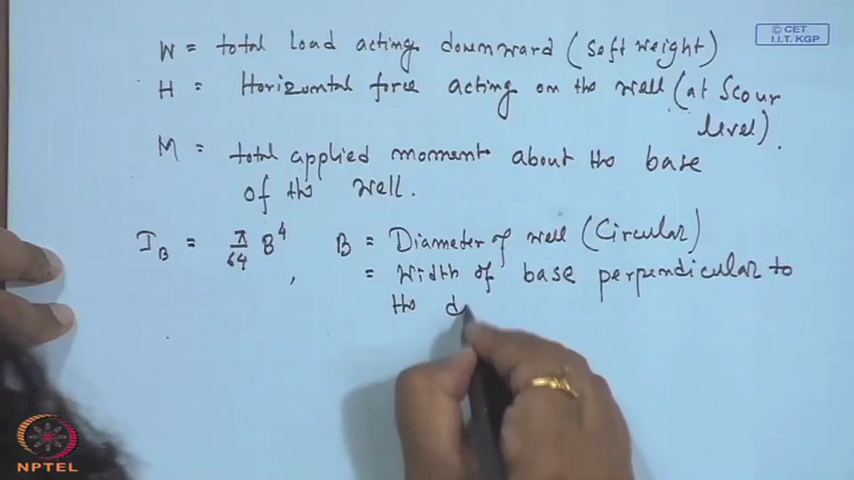 © CET
I.I.T. KGP
W = total Load acting downward (Soft weight)
H = Horizontal force acting on the well (at Scour
level).
M = total applied moment about the base
of the well.
I_B = π/64 B⁴ , B = Diameter of well (Circular)
= Width of base perpendicular to
the d
NPTEL